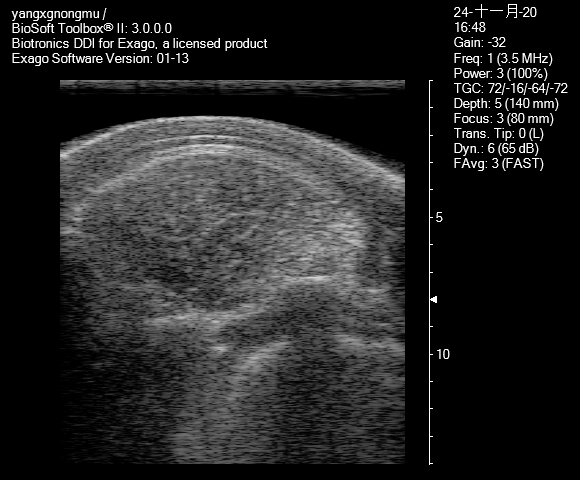 yangxgnongmu /
BioSoft Toolbox® II: 3.0.0.0
Biotronics DDI for Exago, a licensed product
Exago Software Version: 01-13
24-十一月-20
16:48
Gain: -32
Freq: 1 (3.5 MHz)
Power: 3 (100%)
TGC: 72/-16/-64/-72
Depth: 5 (140 mm)
Focus: 3 (80 mm)
Trans. Tip: 0 (L)
Dyn.: 6 (65 dB)
FAvg: 3 (FAST)
5
10